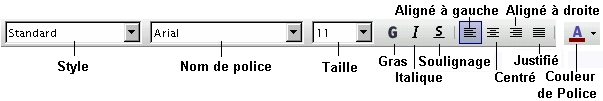 Aligné à gauche Aligné à droite
Standard Arial 11 G I S A
Style Nom de police Taille Gras Soulignage Justifié
Italique Centré Couleur
de Police